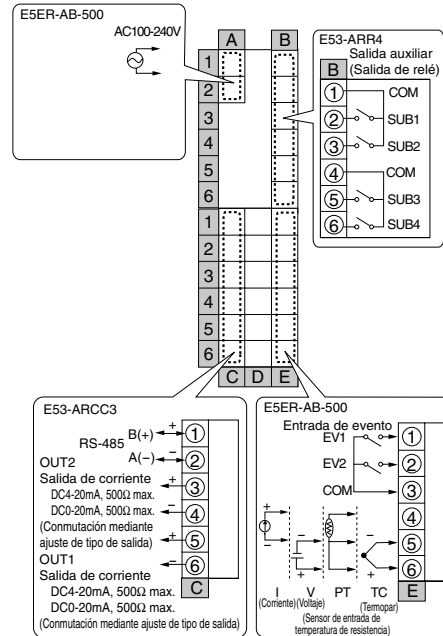 E5ER-AB-500
AC100-240V
A
B
1
2
3
4
5
6
1
2
3
4
5
6
C D E
E53-ARR4
Salida auxiliar
(Salida de relé)
B
1 COM
2 SUB1
3 SUB2
4 COM
5 SUB3
6 SUB4
E53-ARCC3
RS-485
B(+) + 1
A(−) − 2
OUT2
Salida de corriente
+ 3
DC4-20mA, 500Ω max.
DC0-20mA, 500Ω max.
− 4
(Conmutación mediante
ajuste de tipo de salida)
+ 5
OUT1
− 6
Salida de corriente
C
DC4-20mA, 500Ω max.
DC0-20mA, 500Ω max.
(Conmutación mediante ajuste de tipo de salida)
E5ER-AB-500
Entrada de evento
EV1 1
EV2 2
COM 3
4
+ − − 5
− + + 6
I V PT TC E
(Corriente) (Voltaje) (Termopar)
(Sensor de entrada de
temperatura de resistencia)